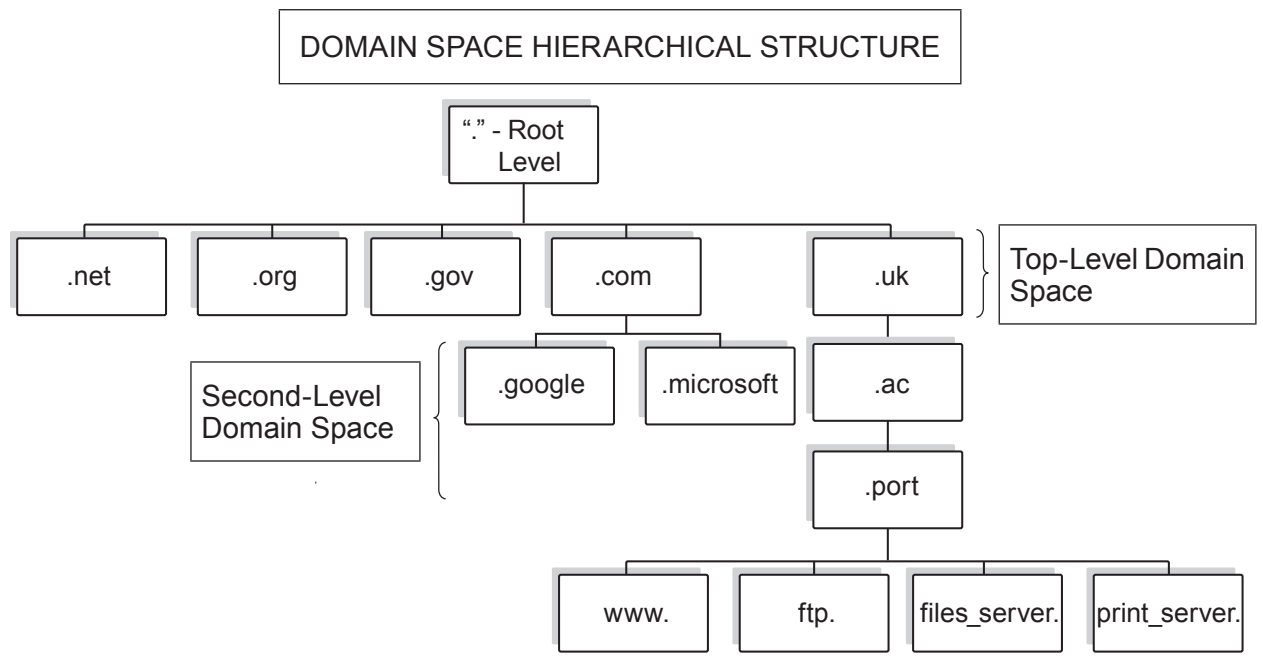 DOMAIN SPACE HIERARCHICAL STRUCTURE
“.” - Root
Level
.net
.org
.gov
.com
.uk
Top-Level Domain
Space
.google
.microsoft
.ac
Second-Level
Domain Space
.port
www.
ftp.
files_server.
print_server.